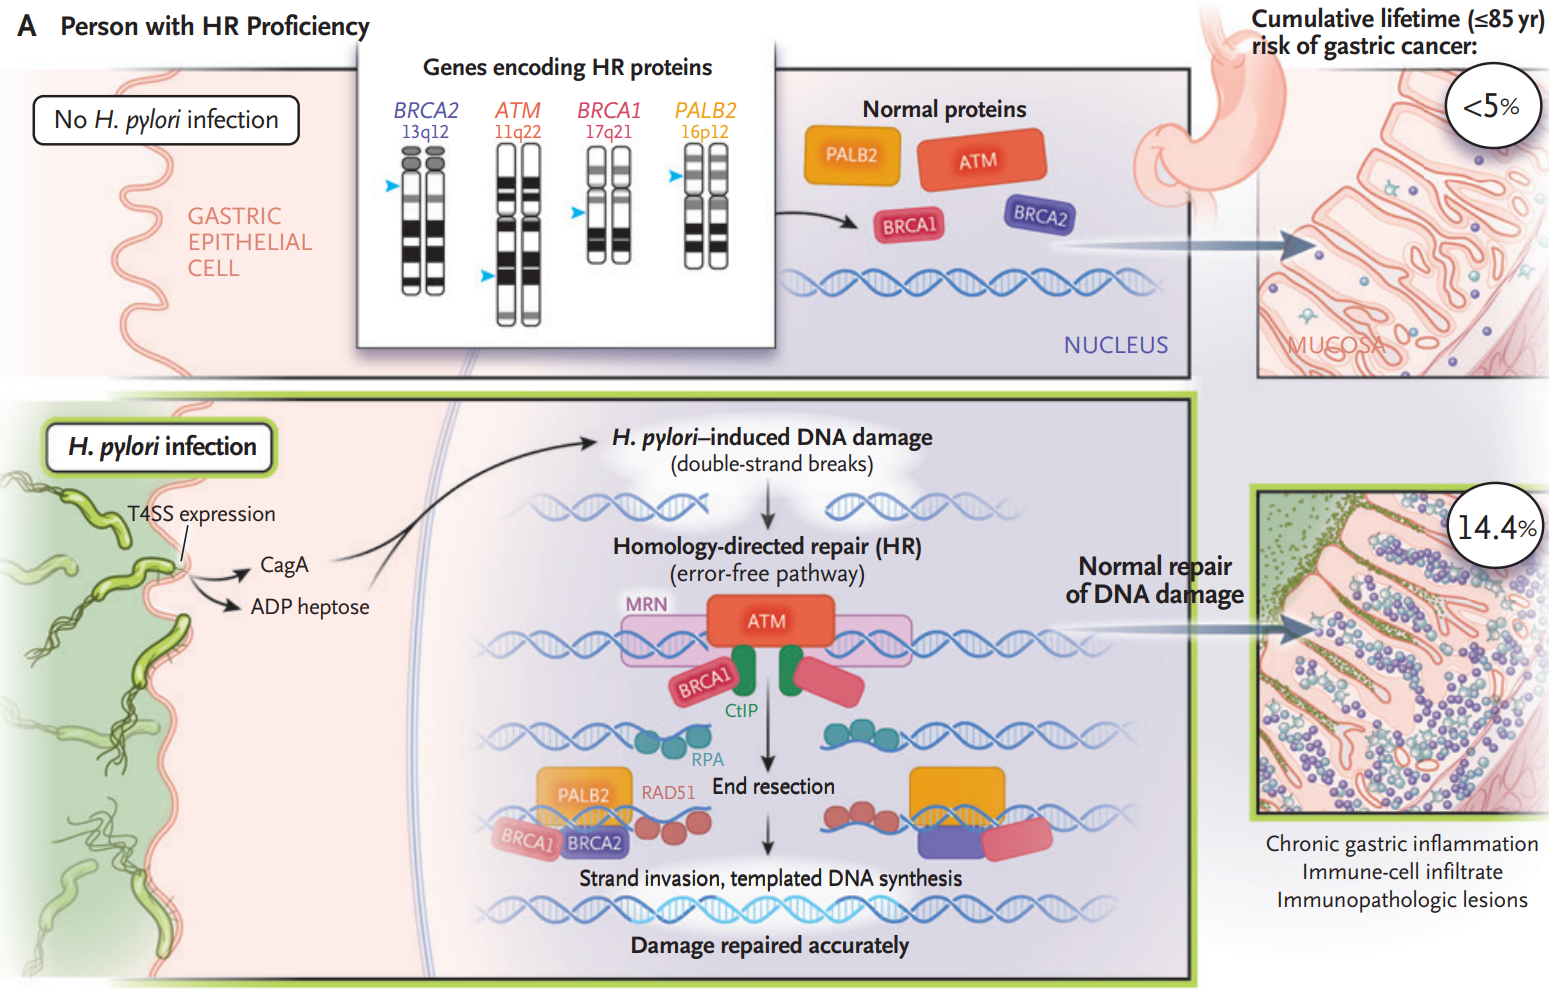 A Person with HR Proficiency
Cumulative lifetime (≤85 yr)
risk of gastric cancer:
No H. pylori infection
Genes encoding HR proteins
BRCA2 ATM BRCA1 PALB2
13q12 11q22 17q21 16p12
GASTRIC
EPITHELIAL
CELL
Normal proteins
PALB2
ATM
BRCA1
BRCA2
NUCLEUS
<5%
MUCOSA
H. pylori infection
T4SS expression
CagA
ADP heptose
H. pylori–induced DNA damage
(double-strand breaks)
Homology-directed repair (HR)
(error-free pathway)
MRN
ATM
BRCA1
CtIP
RPA
End resection
PALB2
RAD51
BRCA1
BRCA2
Strand invasion, templated DNA synthesis
Damage repaired accurately
Normal repair
of DNA damage
14.4%
Chronic gastric inflammation
Immune-cell infiltrate
Immunopathologic lesions